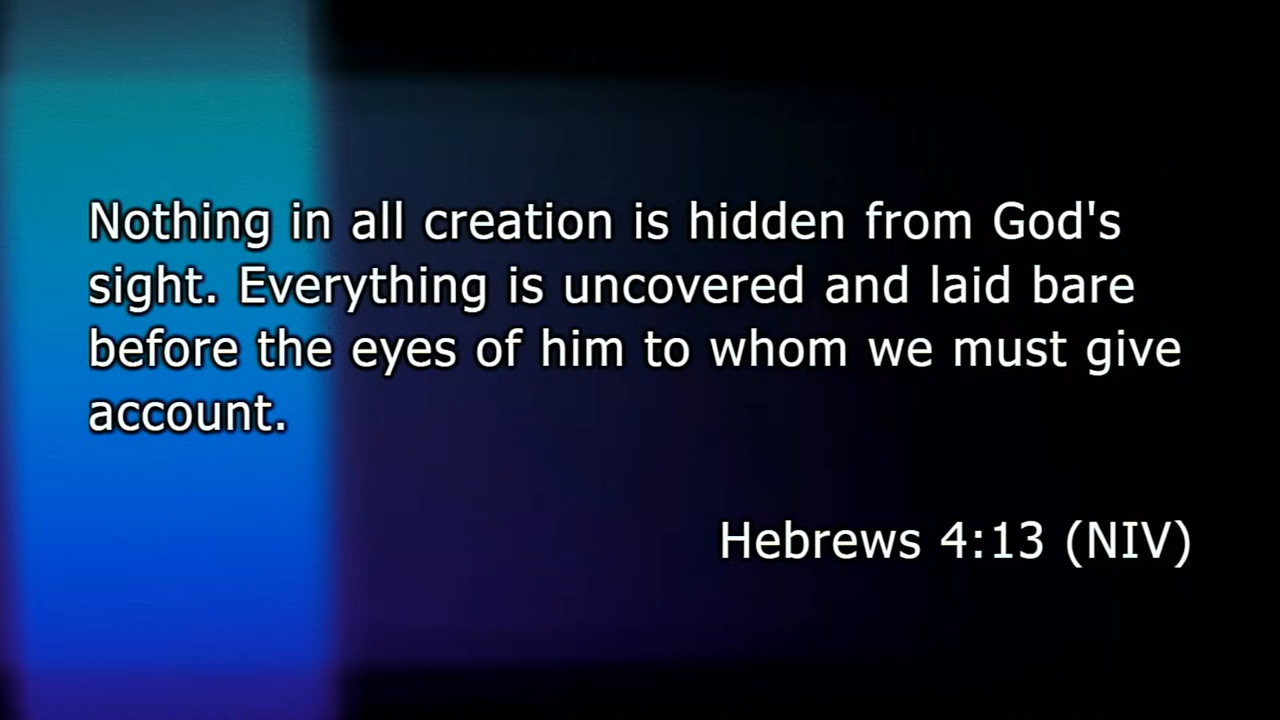 Nothing in all creation is hidden from God's
sight. Everything is uncovered and laid bare
before the eyes of him to whom we must give
account.
Hebrews 4:13 (NIV)